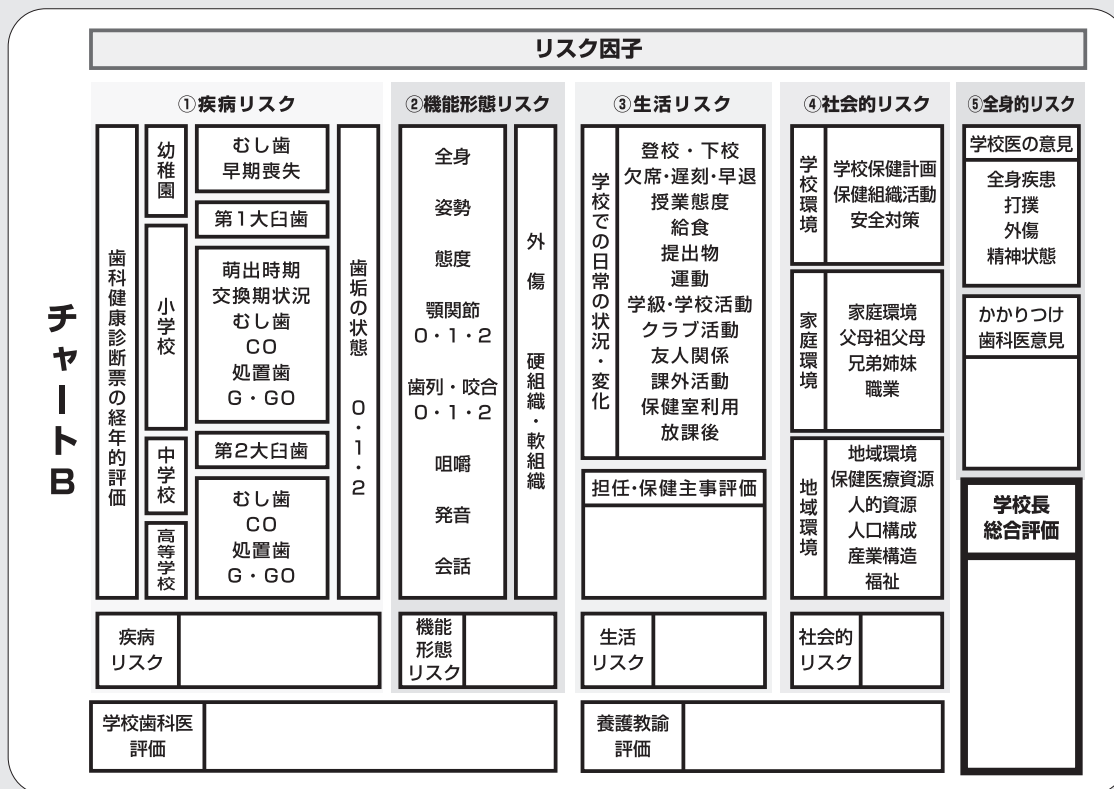 チャートB
リスク因子
①疾病リスク
歯科健康診断票の経年的評価
幼稚園
小学校
中学校
高等学校
むし歯
早期喪失
第1大臼歯
萌出時期
交換期状況
むし歯
CO
処置歯
G・GO
第2大臼歯
むし歯
CO
処置歯
G・GO
歯垢の状態 0・1・2
疾病
リスク
②機能形態リスク
全身
姿勢
態度
顎関節
0・1・2
歯列・咬合
0・1・2
咀嚼
発音
会話
外傷 硬組織・軟組織
機能
形態
リスク
学校歯科医
評価
③生活リスク
学校での日常の状況・変化
登校・下校
欠席・遅刻・早退
授業態度
給食
提出物
運動
学級・学校活動
クラブ活動
友人関係
課外活動
保健室利用
放課後
担任・保健主事評価
生活
リスク
④社会的リスク
学校環境
学校保健計画
保健組織活動
安全対策
家庭環境
家庭環境
父母祖父母
兄弟姉妹
職業
地域環境
地域環境
保健医療資源
人的資源
人口構成
産業構造
福祉
社会的
リスク
養護教諭
評価
⑤全身的リスク
学校医の意見
全身疾患
打撲
外傷
精神状態
かかりつけ
歯科医意見
学校長
総合評価